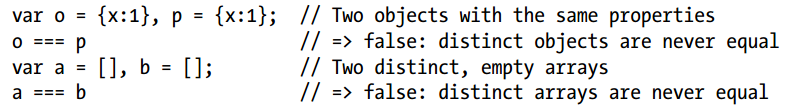 var o = {x:1}, p = {x:1};  // Two objects with the same properties
o === p                    // => false: distinct objects are never equal
var a = [], b = [];        // Two distinct, empty arrays
a === b                    // => false: distinct arrays are never equal